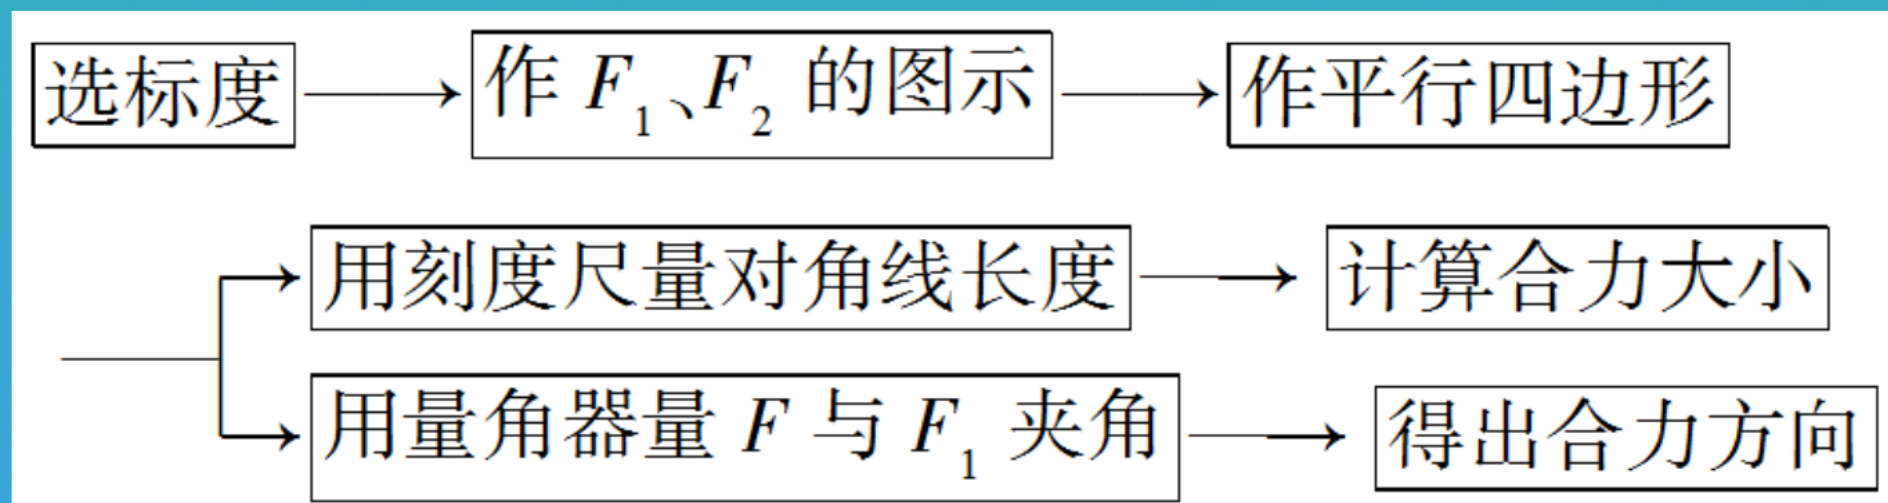 选标度 作 F1、F2 的图示 作平行四边形
用刻度尺量对角线长度 计算合力大小
用量角器量 F 与 F1 夹角 得出合力方向